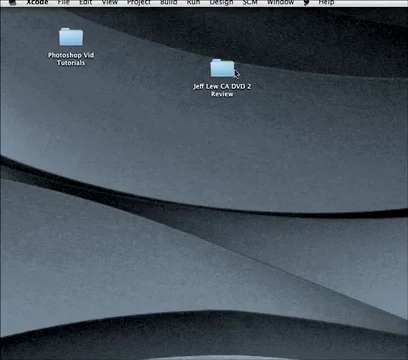 Xcode File Edit View Project Build Run Design SCM Window Help
Photoshop Vid
Tutorials
Jeff Lew CA DVD 2
Review